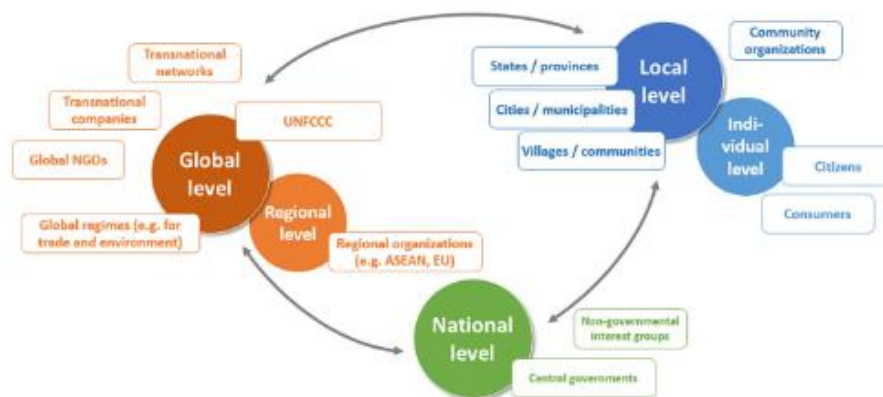 Transnational
networks
Transnational
companies
UNFCCC
Global NGOs
Global
level
Global regimes (e.g. for
trade and environment)
Regional
level
Regional organizations
(e.g. ASEAN, EU)
Community
organizations
States / provinces
Local
level
Cities / municipalities
Villages / communities
Indi-
vidual
level
Citizens
Consumers
National
level
Non-governmental
interest groups
Central governments